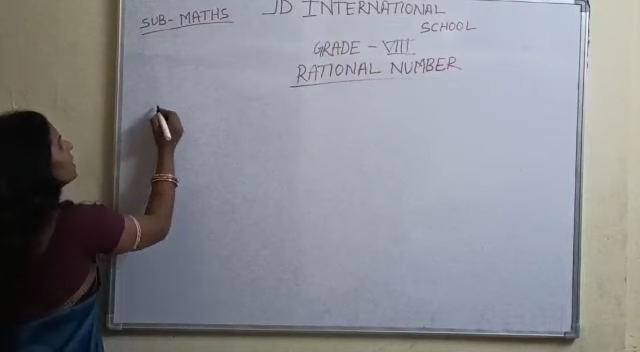 SUB- MATHS
JD INTERNATIONAL
SCHOOL
GRADE - VIII
RATIONAL NUMBER